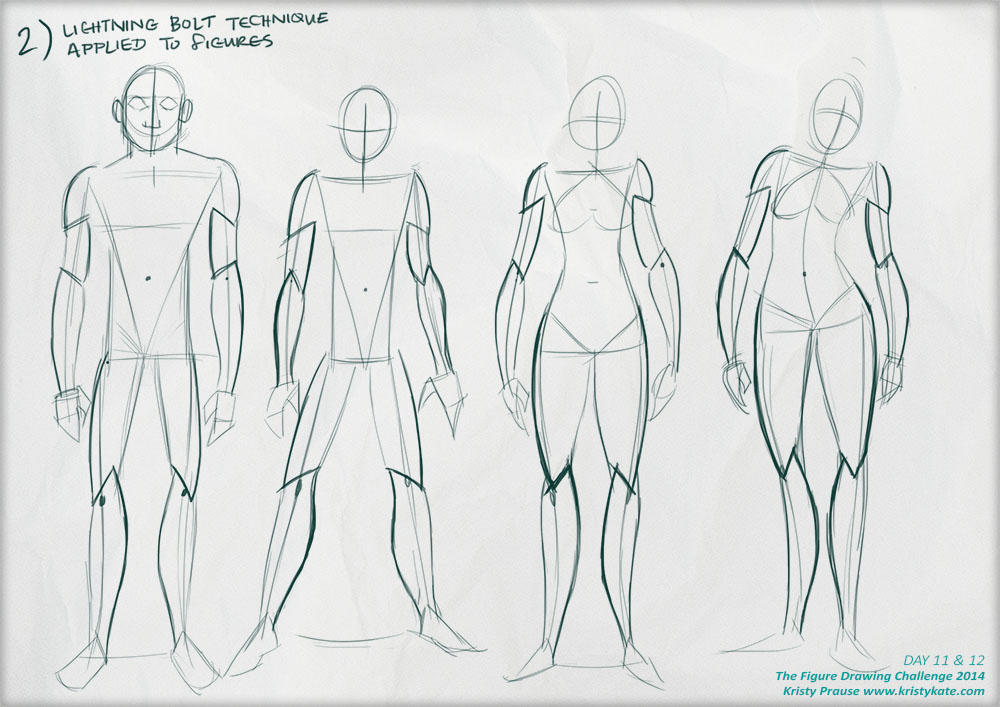 2) LIGHTNING BOLT TECHNIQUE
APPLIED TO FIGURES
DAY 11 & 12
The Figure Drawing Challenge 2014
Kristy Prause www.kristykate.com